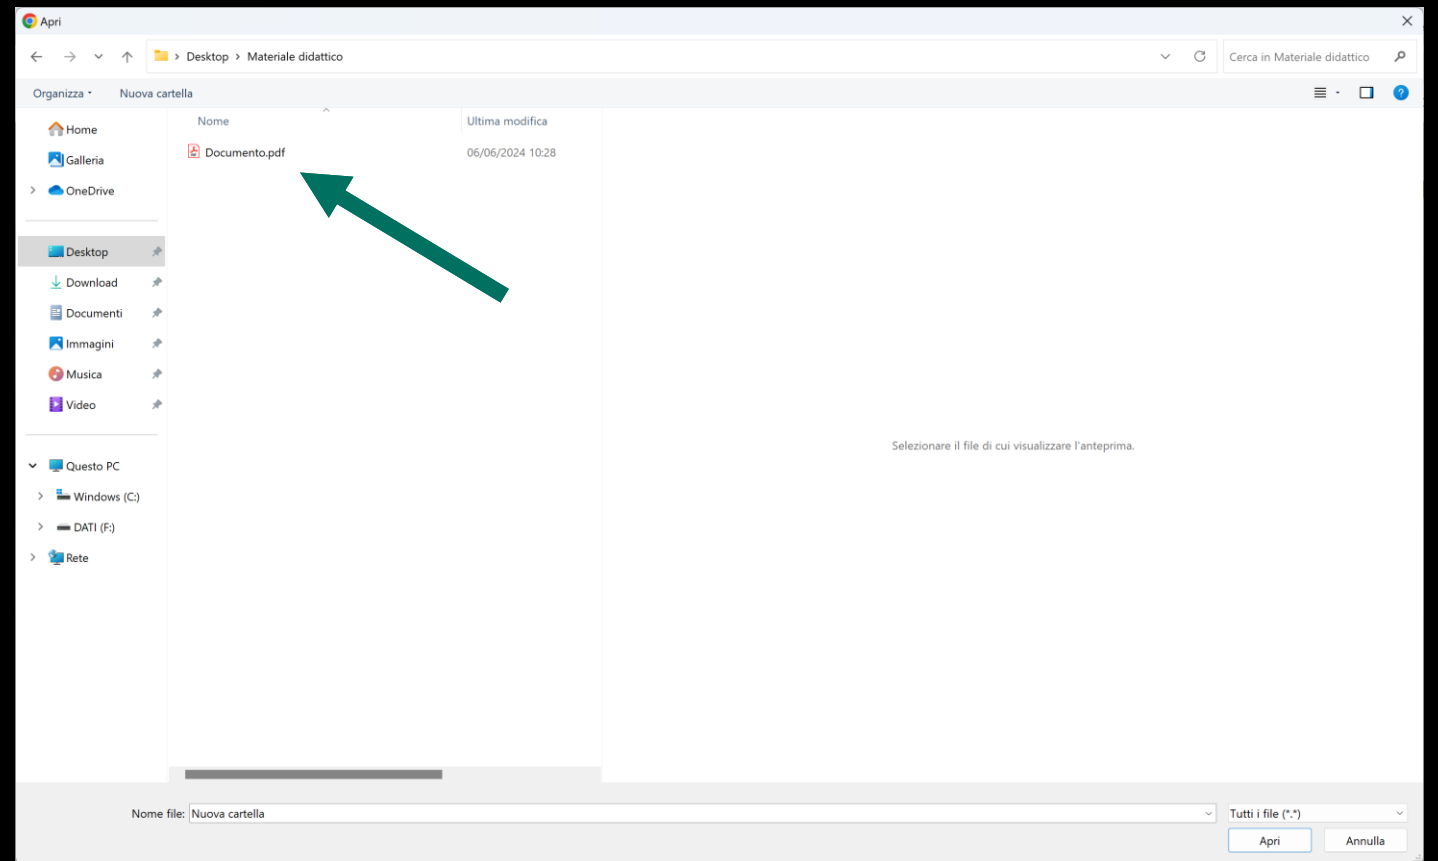 Apri
Desktop > Materiale didattico
Cerca in Materiale didattico
Organizza
Nuova cartella
?
Nome
Ultima modifica
Documento.pdf
06/06/2024 10:28
Home
Galleria
OneDrive
Desktop
Download
Documenti
Immagini
Musica
Video
Questo PC
Windows (C:)
DATI (F:)
Rete
Selezionare il file di cui visualizzare l'anteprima.
Nome file: Nuova cartella
Tutti i file (*.*)
Apri
Annulla